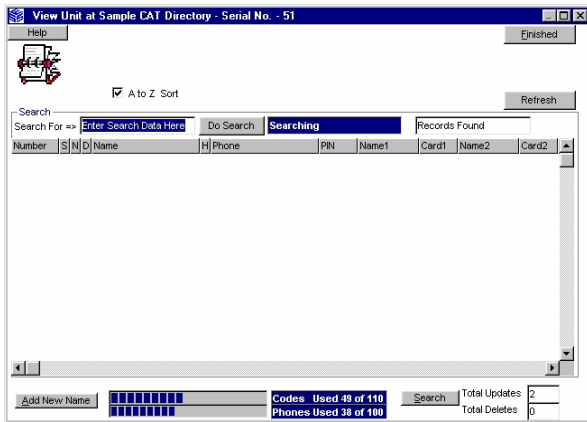 View Unit at Sample CAT Directory - Serial No. - 51
Help
Finished
A to Z Sort
Refresh
Search
Search For => Enter Search Data Here Do Search Searching Records Found
Number S N D Name H Phone PIN Name1 Card1 Name2 Card2
Add New Name Codes Used 49 of 110 Search Total Updates 2
Phones Used 38 of 100 Total Deletes 0